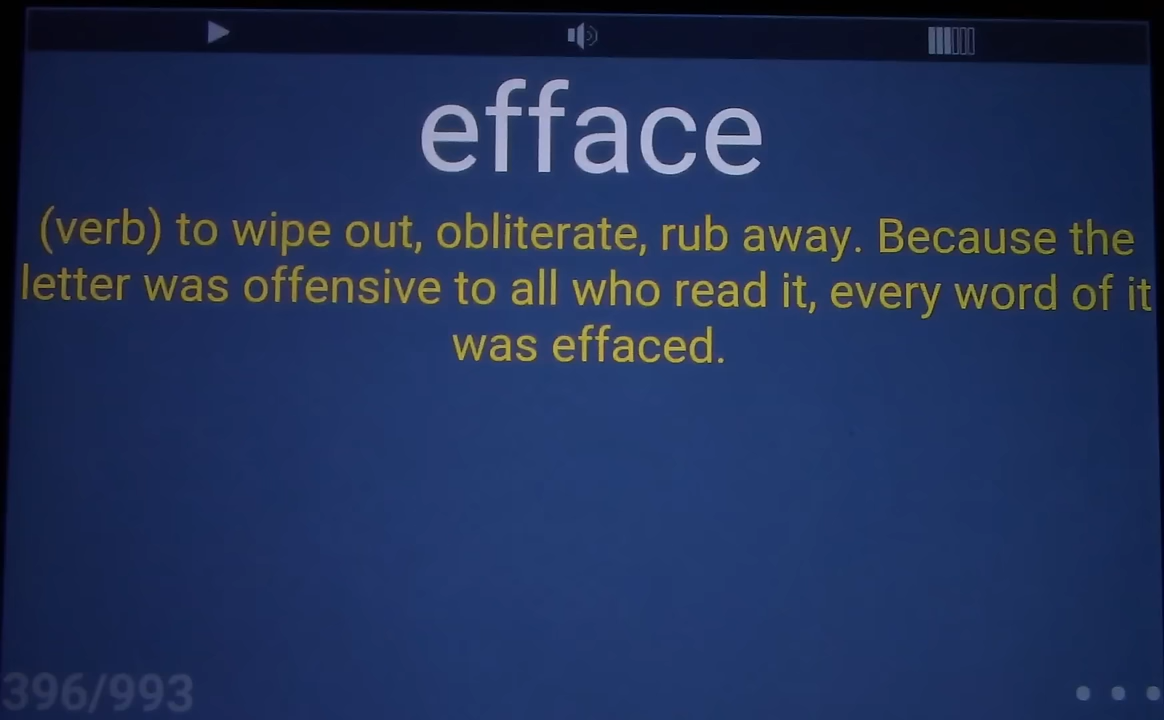 efface
(verb) to wipe out, obliterate, rub away. Because the
letter was offensive to all who read it, every word of it
was effaced.
396/993